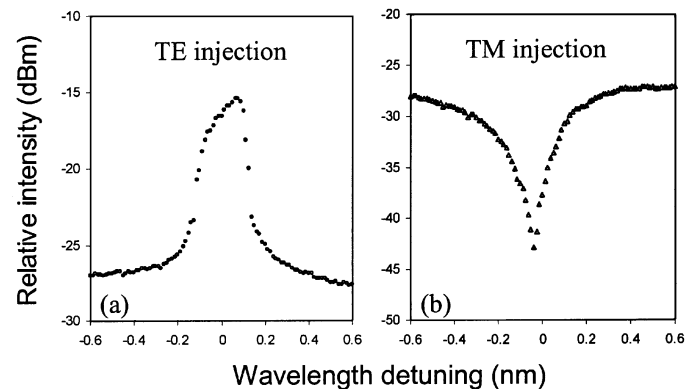 Relative intensity (dBm)
TE injection
-10
-15
-20
-25
-30
(a)
-0.6 -0.4 -0.2 0 0.2 0.4 0.6
TM injection
-20
-25
-30
-35
-40
-45
-50
(b)
-0.6 -0.4 -0.2 0 0.2 0.4 0.6
Wavelength detuning (nm)